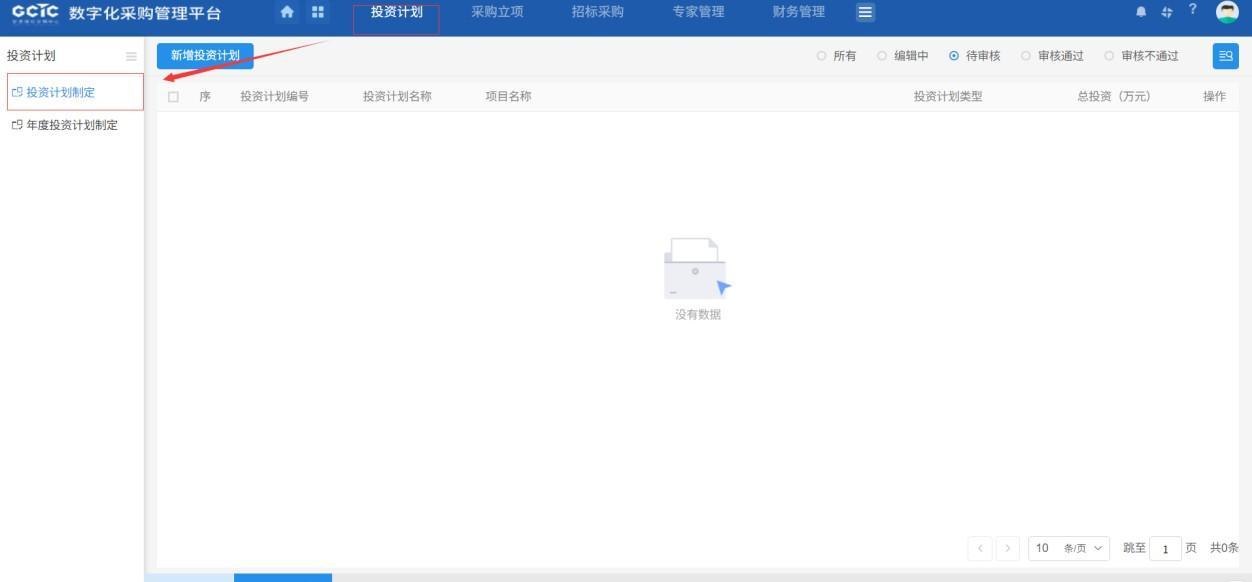 GCTC 数字化采购管理平台 投资计划 采购立项 招标采购 专家管理 财务管理 ?
投资计划
新增投资计划
所有 编辑中 待审核 审核通过 审核不通过
投资计划制定
序 投资计划编号 投资计划名称 项目名称 投资计划类型 总投资（万元） 操作
年度投资计划制定
没有数据
10 条/页 跳至 1 页 共0条